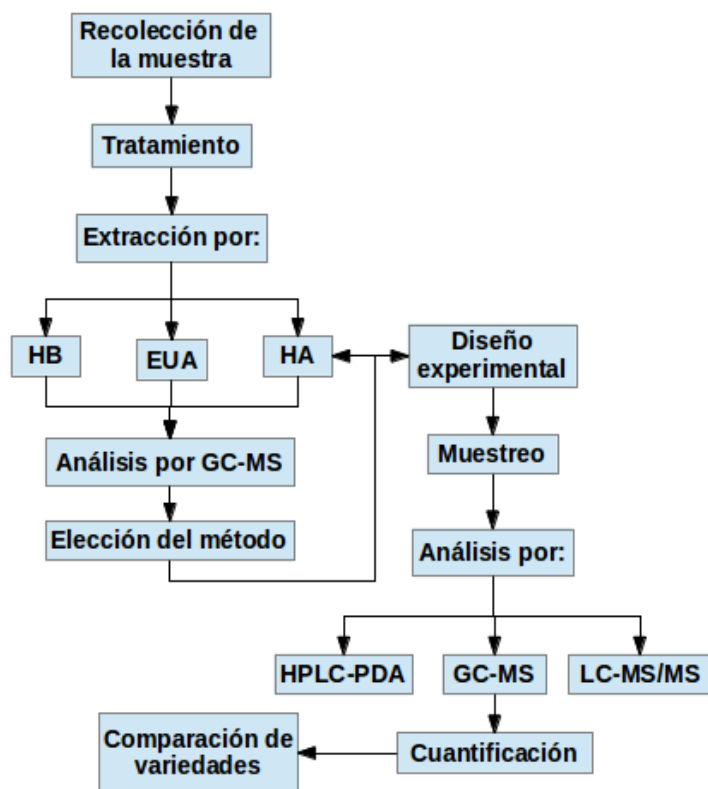 Recolección de
la muestra
Tratamiento
Extracción por:
HB
EUA
HA
Análisis por GC-MS
Elección del método
Diseño
experimental
Muestreo
Análisis por:
HPLC-PDA
GC-MS
LC-MS/MS
Cuantificación
Comparación de
variedades